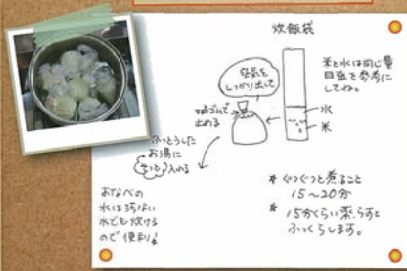 炊飯袋
空気を
しっかり出して
輪ゴムで
止める
米と水は同じ量
目盛を参考に
してね。
水
米
ふっとうした
お湯に
そっと入れる
おなべの
水は汚ない
水でも炊ける
ので便利!
* ぐつぐつと煮ること
15〜20分
* 15分くらい蒸らすと
ふっくらします。